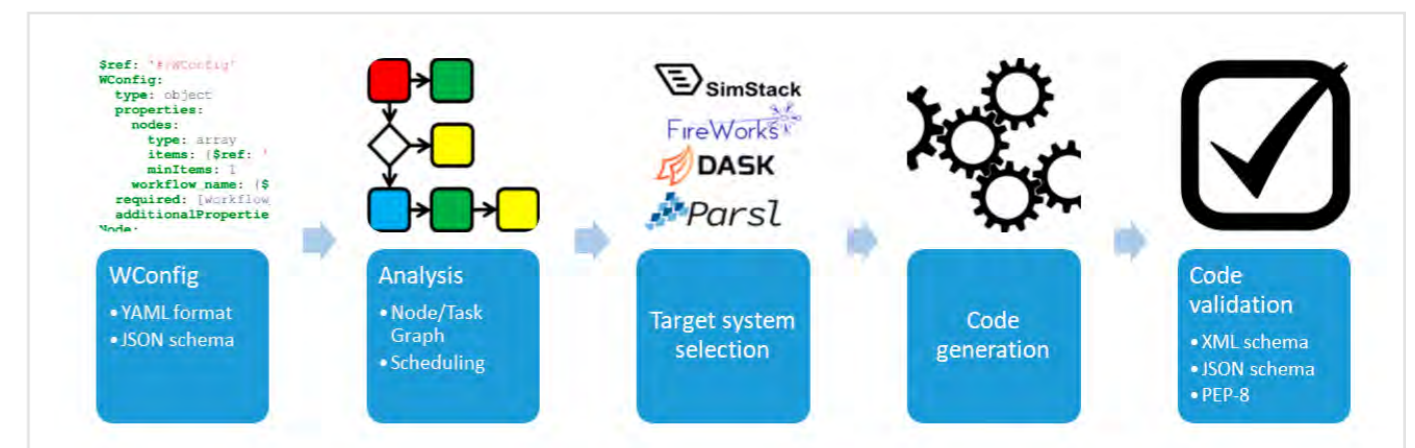 $ref: '#/WConfig'
WConfig:
type: object
properties:
nodes:
type: array
items: {$ref: '
minItems: 1
workflow_name: {$
required: [workflow_
additionalPropertie
Node:
SimStack
FireWorks
DASK
Parsl
WConfig
• YAML format
• JSON schema
Analysis
• Node/Task
Graph
• Scheduling
Target system
selection
Code
generation
Code
validation
• XML schema
• JSON schema
• PEP-8